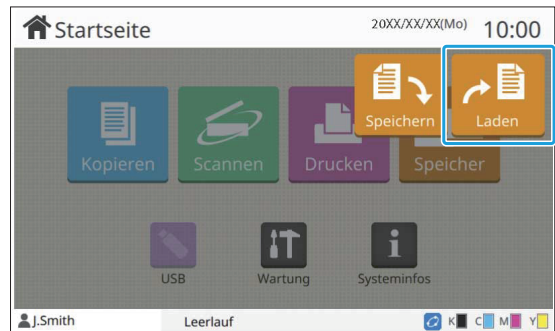 Startseite
20XX/XX/XX(Mo) 10:00
Speichern Laden
Kopieren Scannen Drucken Speicher
USB Wartung Systeminfos
J.Smith Leerlauf K C M Y